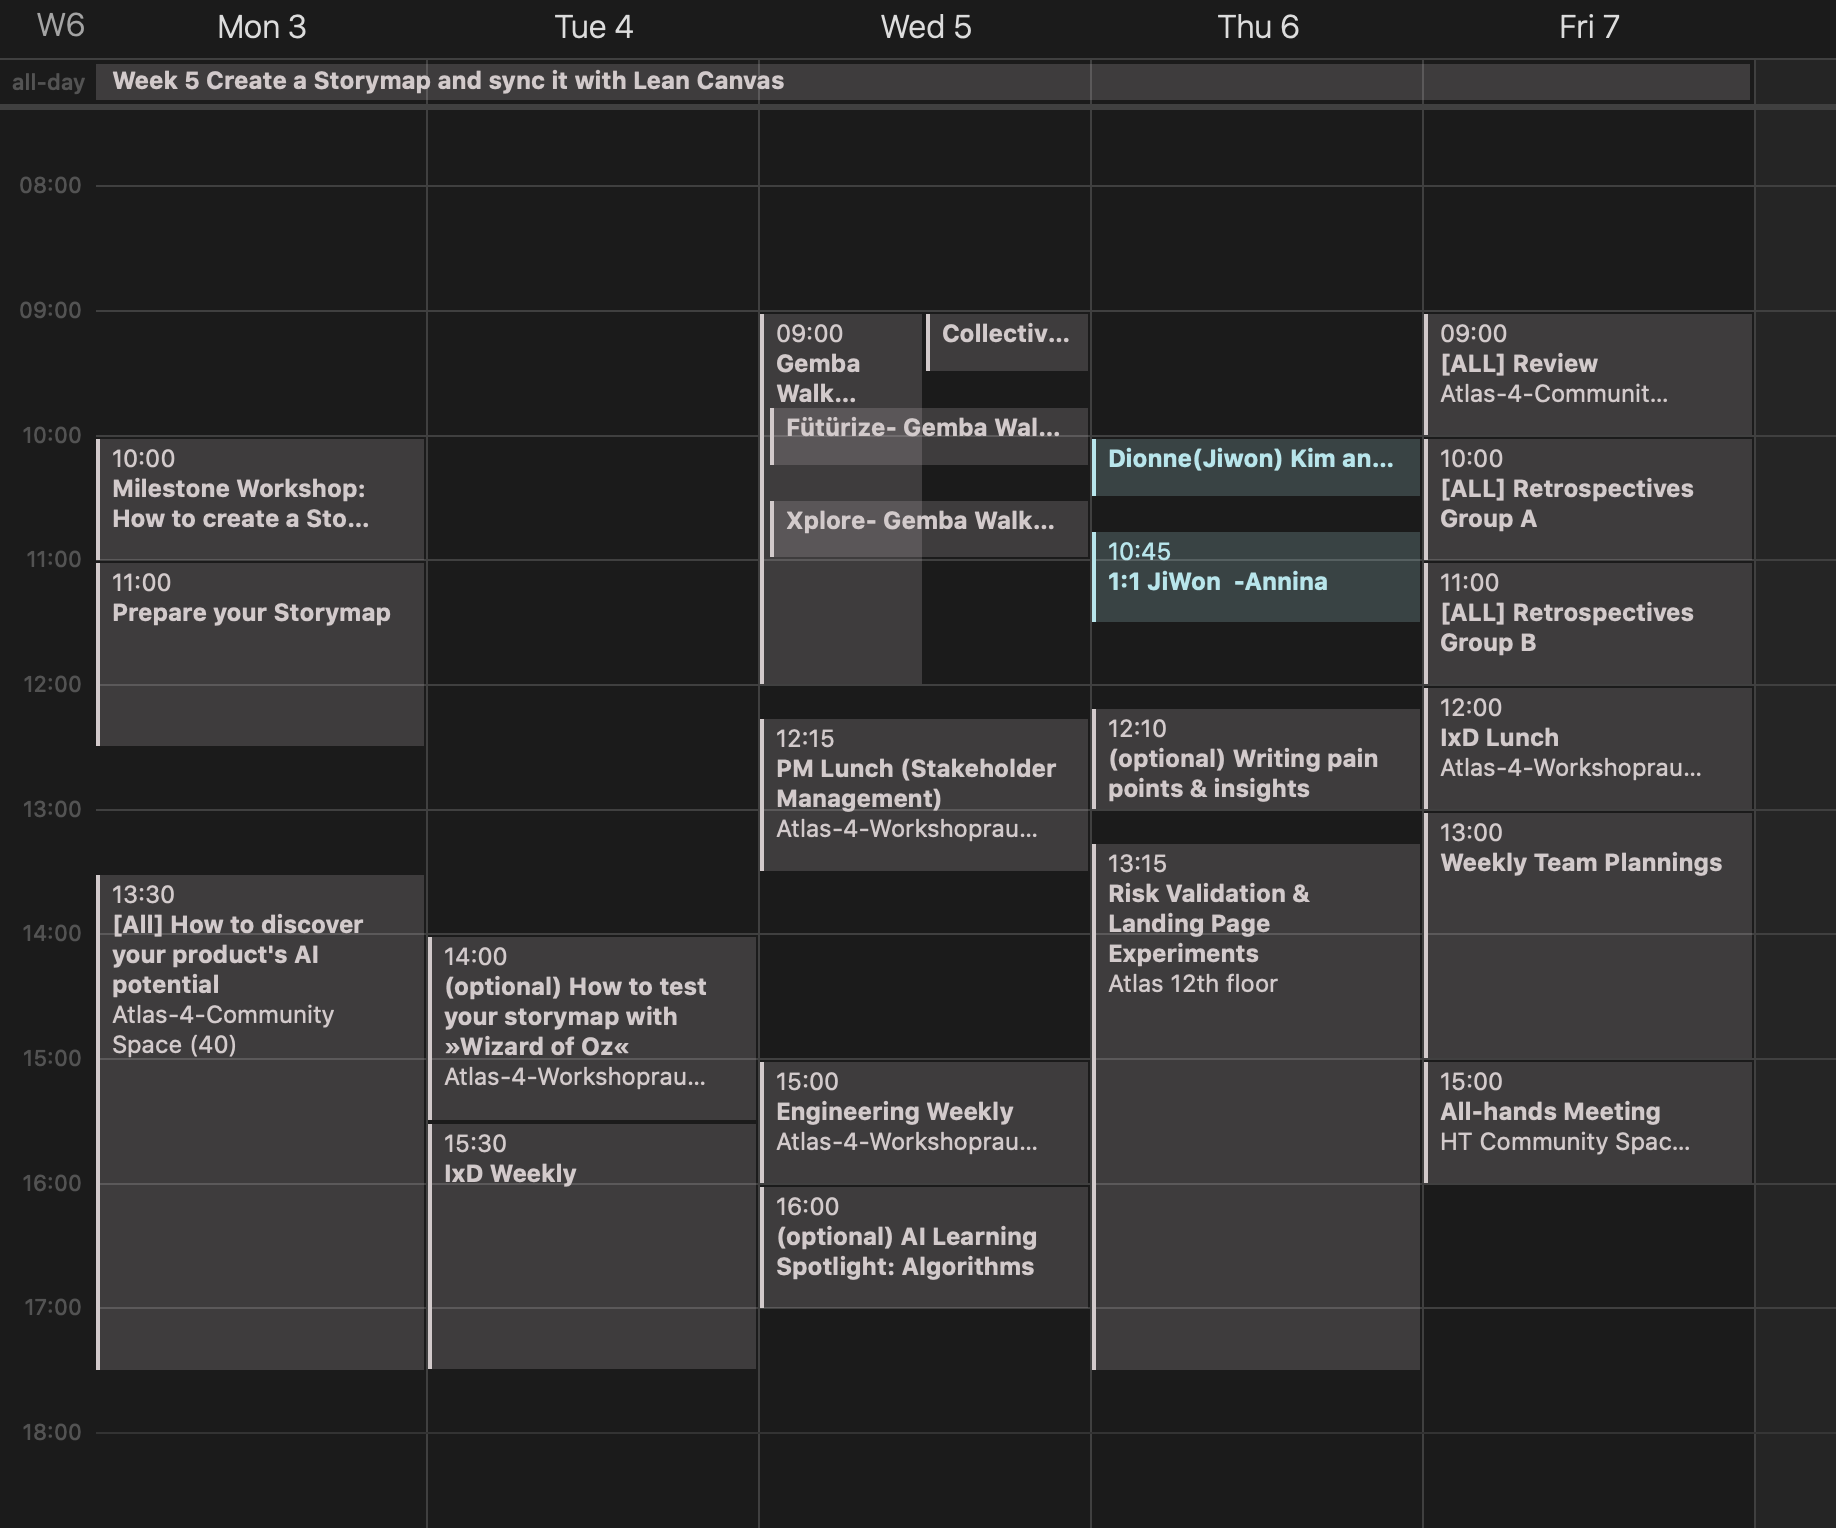 W6
Mon 3
Tue 4
Wed 5
Thu 6
Fri 7
all-day
Week 5 Create a Storymap and sync it with Lean Canvas
08:00
09:00
10:00
11:00
12:00
13:00
14:00
15:00
16:00
17:00
18:00
10:00
Milestone Workshop:
How to create a Sto...
11:00
Prepare your Storymap
13:30
[All] How to discover
your product's AI
potential
Atlas-4-Community
Space (40)
14:00
(optional) How to test
your storymap with
»Wizard of Oz«
Atlas-4-Workshoprau...
15:30
IxD Weekly
09:00
Gemba
Walk...
Collectiv...
Fütürize- Gemba Wal...
Xplore- Gemba Walk...
12:15
PM Lunch (Stakeholder
Management)
Atlas-4-Workshoprau...
15:00
Engineering Weekly
Atlas-4-Workshoprau...
16:00
(optional) AI Learning
Spotlight: Algorithms
Dionne(Jiwon) Kim an...
10:45
1:1 JiWon  -Annina
12:10
(optional) Writing pain
points & insights
13:15
Risk Validation &
Landing Page
Experiments
Atlas 12th floor
09:00
[ALL] Review
Atlas-4-Communit...
10:00
[ALL] Retrospectives
Group A
11:00
[ALL] Retrospectives
Group B
12:00
IxD Lunch
Atlas-4-Workshoprau...
13:00
Weekly Team Plannings
15:00
All-hands Meeting
HT Community Spac...